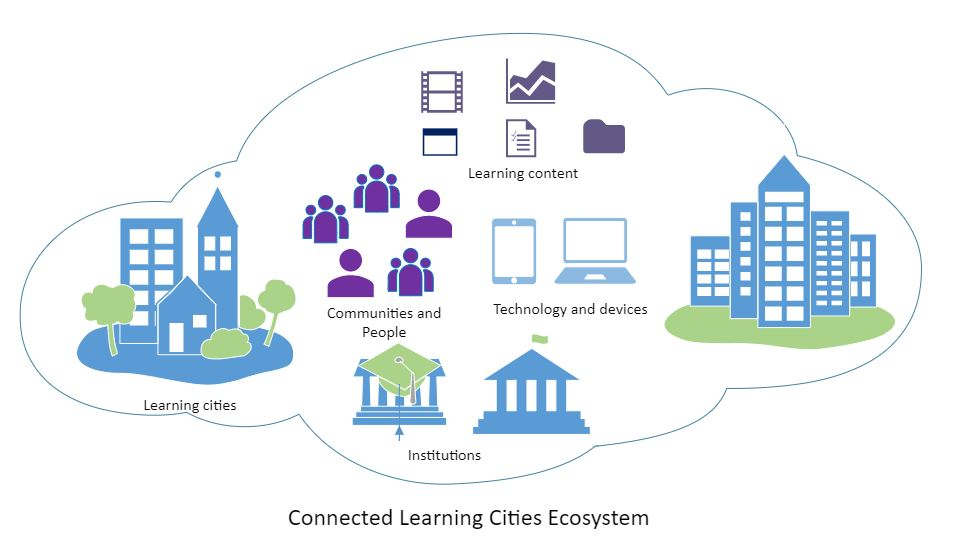 Learning content
Communities and
People
Technology and devices
Learning cities
Institutions
Connected Learning Cities Ecosystem